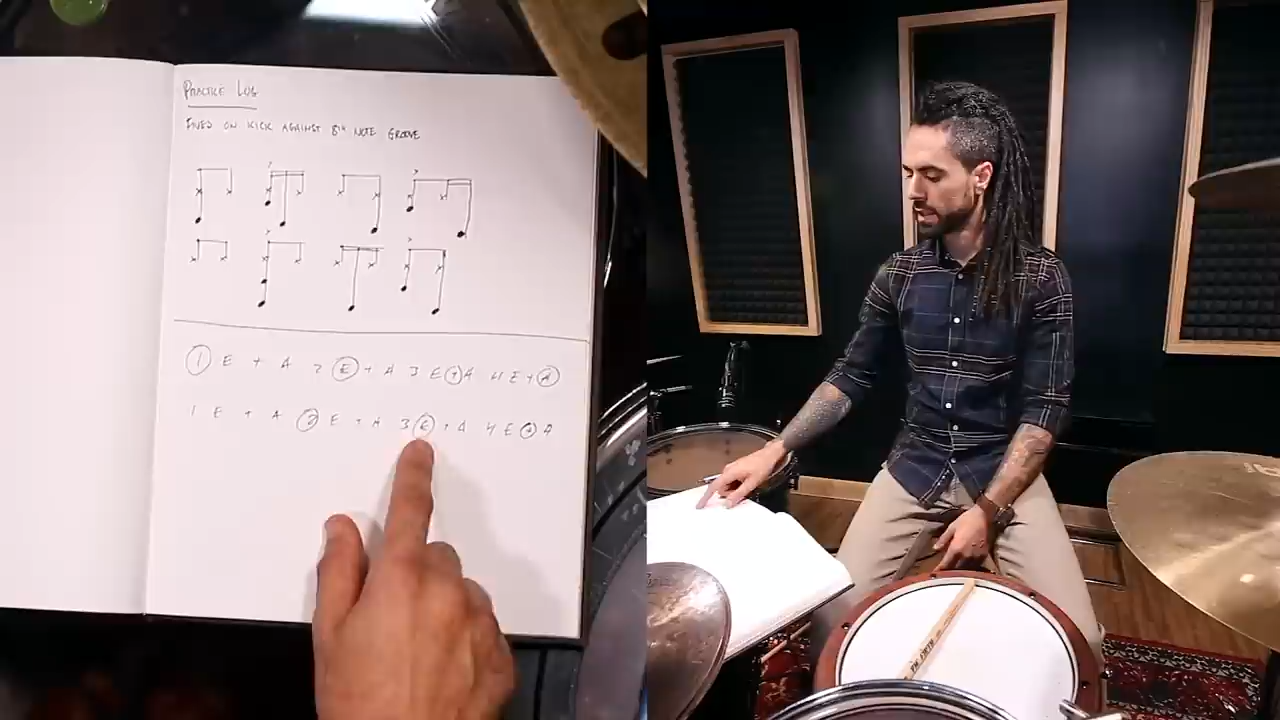 PRACTICE LOG
FIVES ON KICK AGAINST 8TH NOTE GROOVE
1 E + A 2 E + A 3 E + A 4 E + A
1 E + A 2 E + A 3 E + A 4 E + A